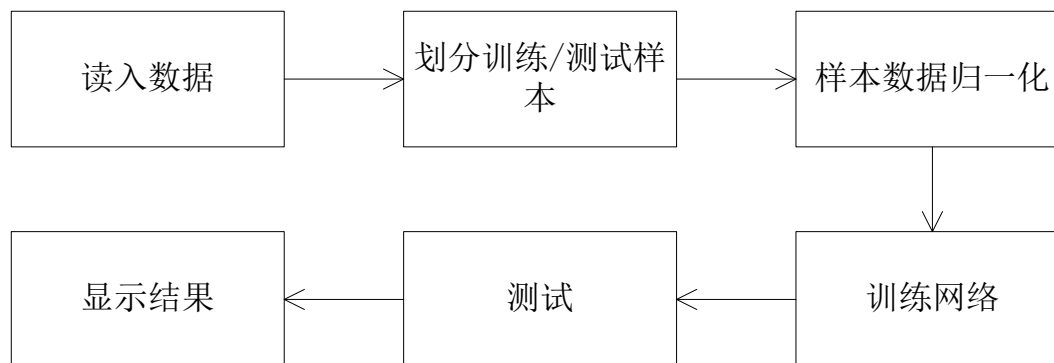 读入数据
划分训练/测试样
本
样本数据归一化
训练网络
测试
显示结果